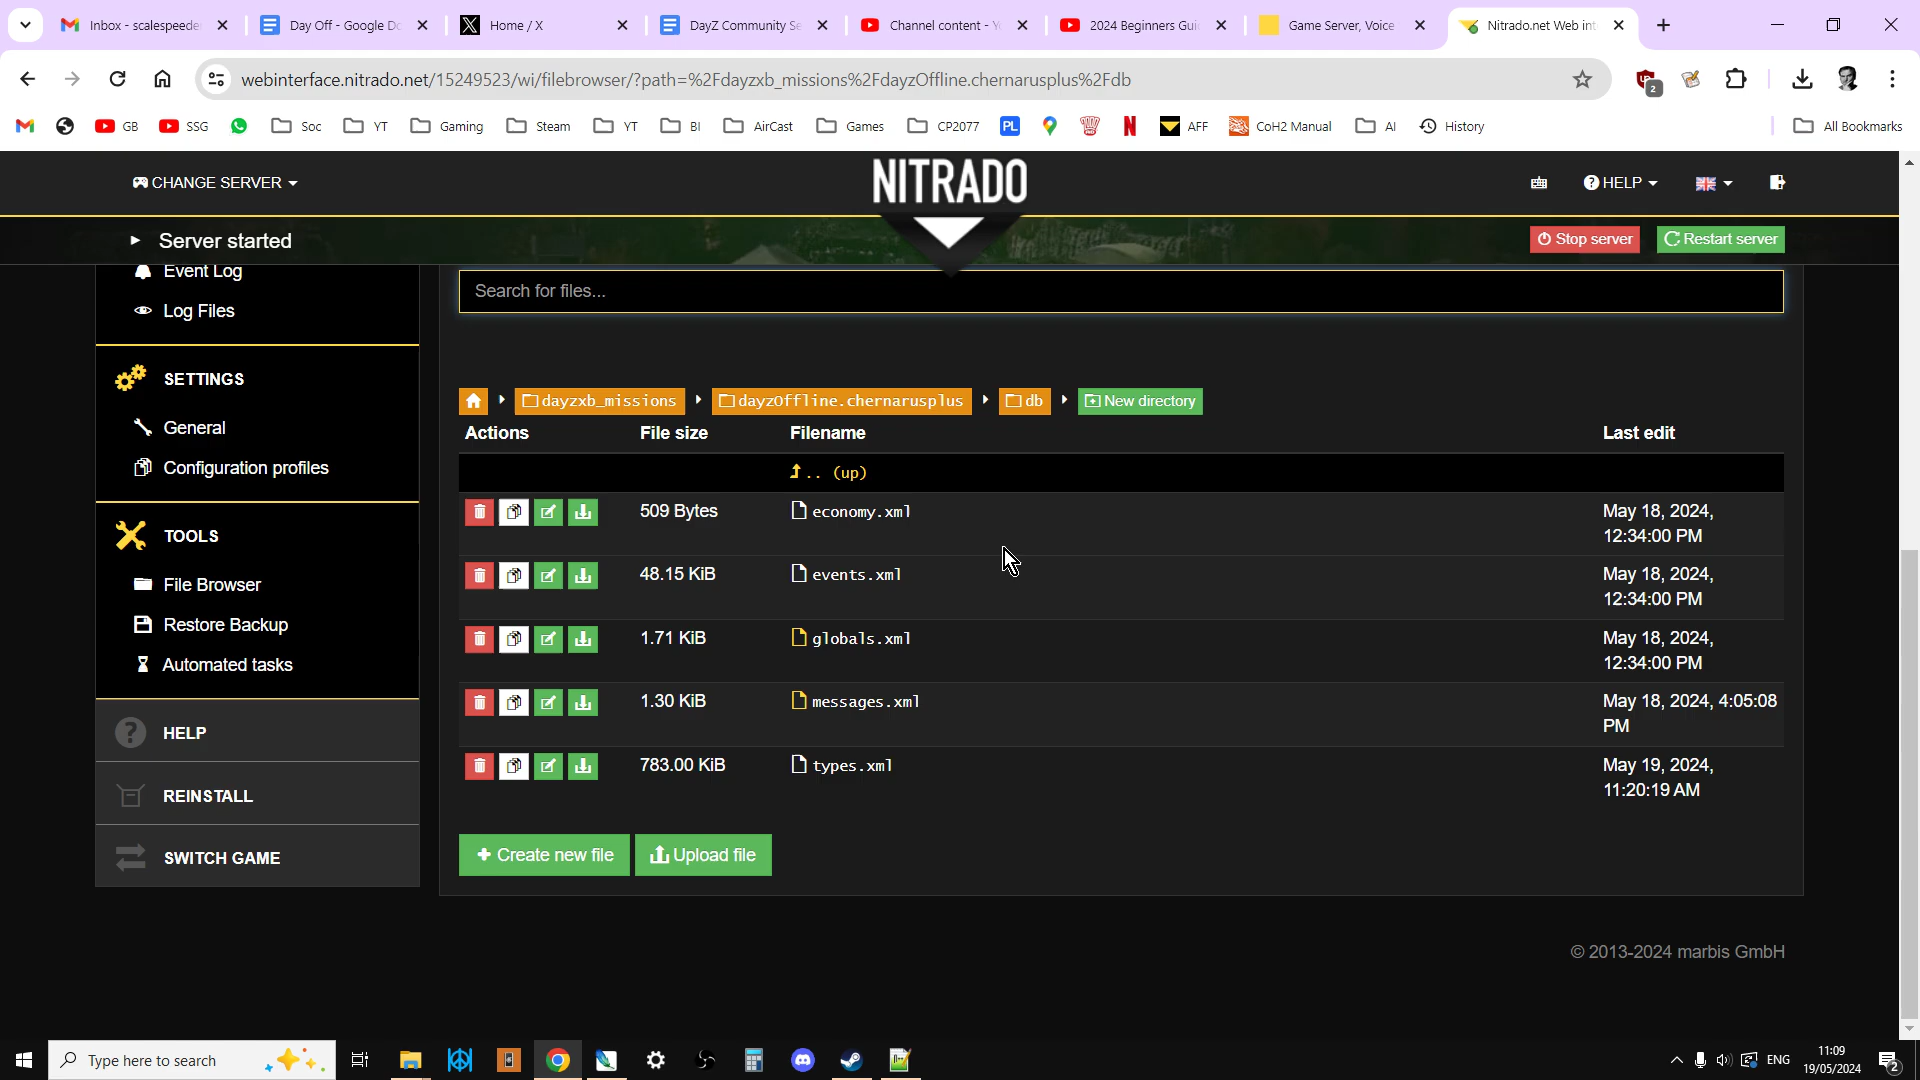 Inbox - scalespeede
Day Off - Google Do
Home / X
DayZ Community Se
Channel content - Y
2024 Beginners Gui
Game Server, Voice
Nitrado.net Web int
webinterface.nitrado.net/15249523/wi/filebrowser/?path=%2Fdayzxb_missions%2FdayzOffline.chernarusplus%2Fdb
2
GB
SSG
Soc
YT
Gaming
Steam
YT
BI
AirCast
Games
CP2077
PL
N
AFF
CoH2 Manual
AI
History
All Bookmarks
CHANGE SERVER
NITRADO
HELP
Server started
Stop server
Restart server
Event Log
Log Files
SETTINGS
General
Configuration profiles
TOOLS
File Browser
Restore Backup
Automated tasks
HELP
REINSTALL
SWITCH GAME
Search for files...
dayzxb_missions
dayzOffline.chernarusplus
db
New directory
Actions
File size
Filename
Last edit
.. (up)
509 Bytes
economy.xml
May 18, 2024,
12:34:00 PM
48.15 KiB
events.xml
May 18, 2024,
12:34:00 PM
1.71 KiB
globals.xml
May 18, 2024,
12:34:00 PM
1.30 KiB
messages.xml
May 18, 2024, 4:05:08
PM
783.00 KiB
types.xml
May 19, 2024,
11:20:19 AM
Create new file
Upload file
© 2013-2024 marbis GmbH
Type here to search
ENG
11:09
19/05/2024
2